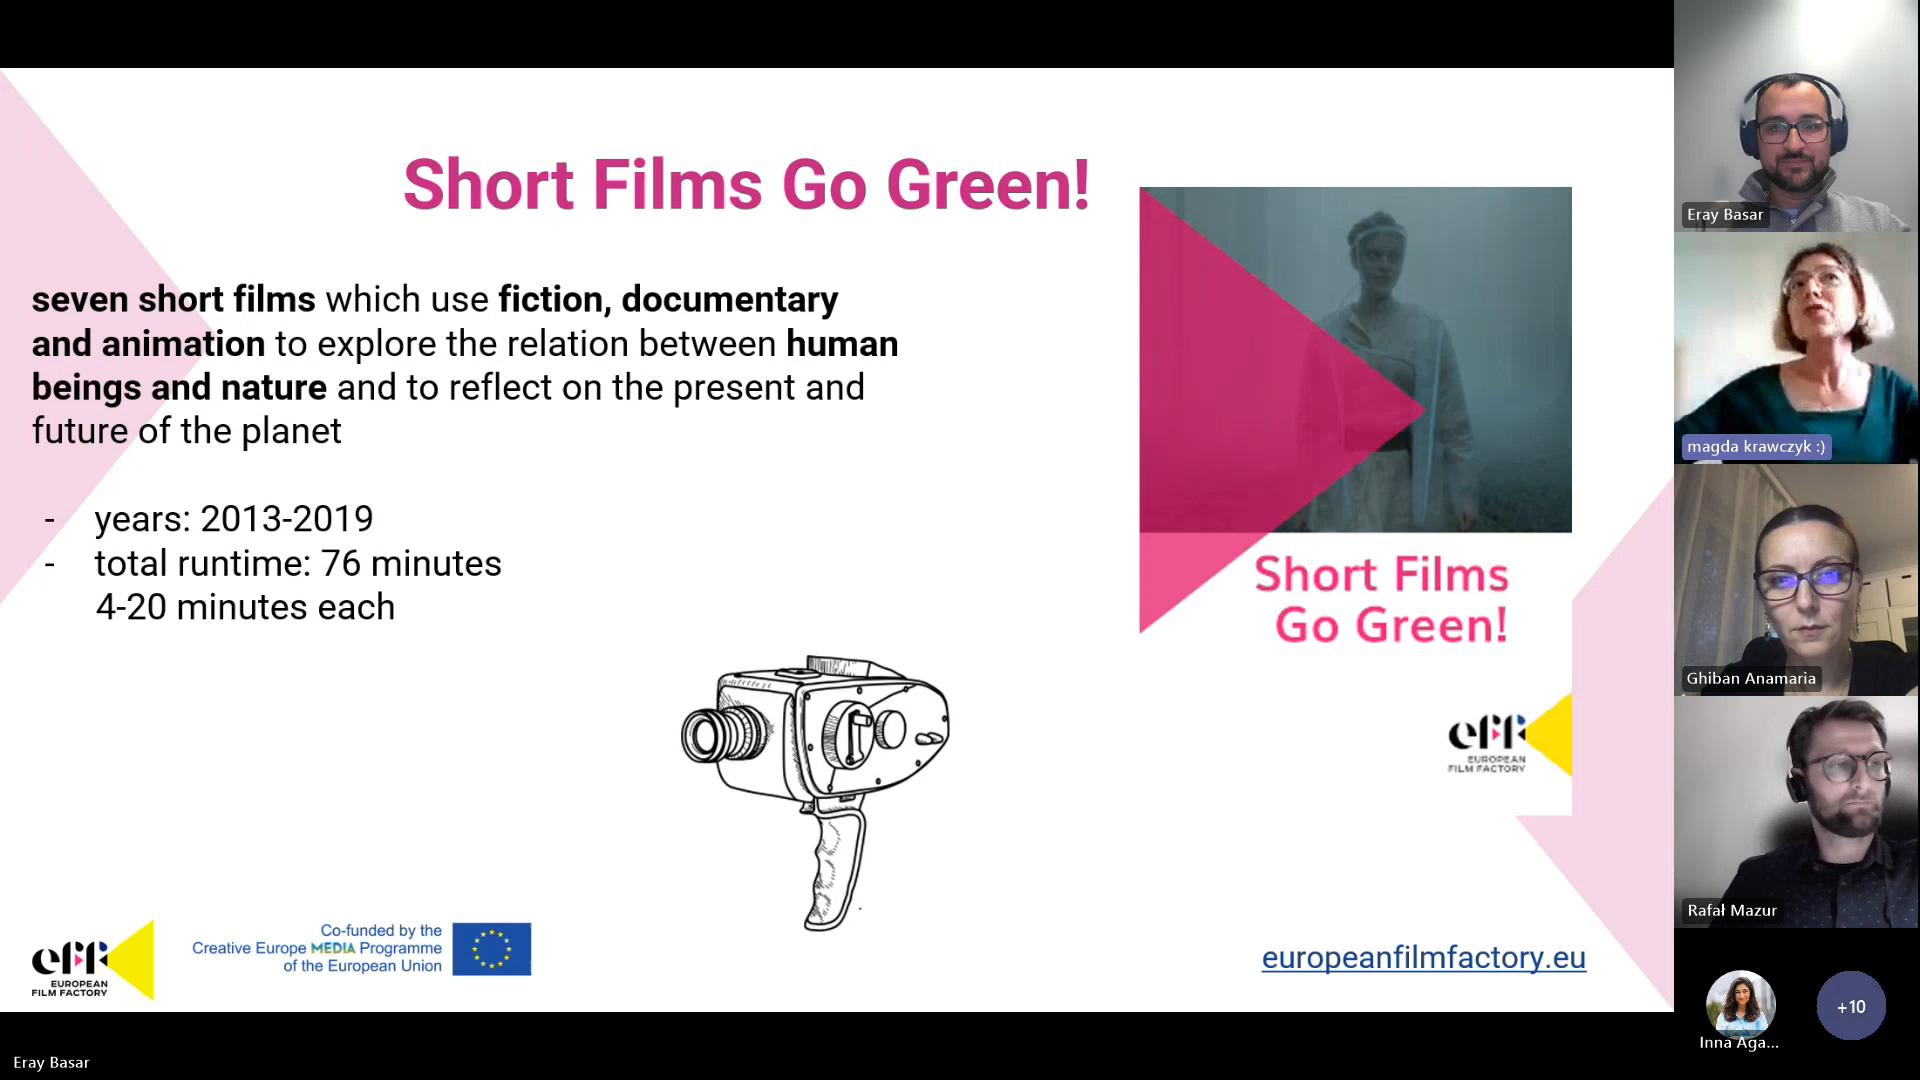 Short Films Go Green!
seven short films which use fiction, documentary
and animation to explore the relation between human
beings and nature and to reflect on the present and
future of the planet
- years: 2013-2019
- total runtime: 76 minutes
4-20 minutes each
Short Films
Go Green!
eff
EUROPEAN
FILM FACTORY
eff
EUROPEAN
FILM FACTORY
Co-funded by the
Creative Europe MEDIA Programme
of the European Union
europeanfilmfactory.eu
Eray Basar
Eray Basar
magda krawczyk :)
Ghiban Anamaria
Rafał Mazur
Inna Aga...
+10